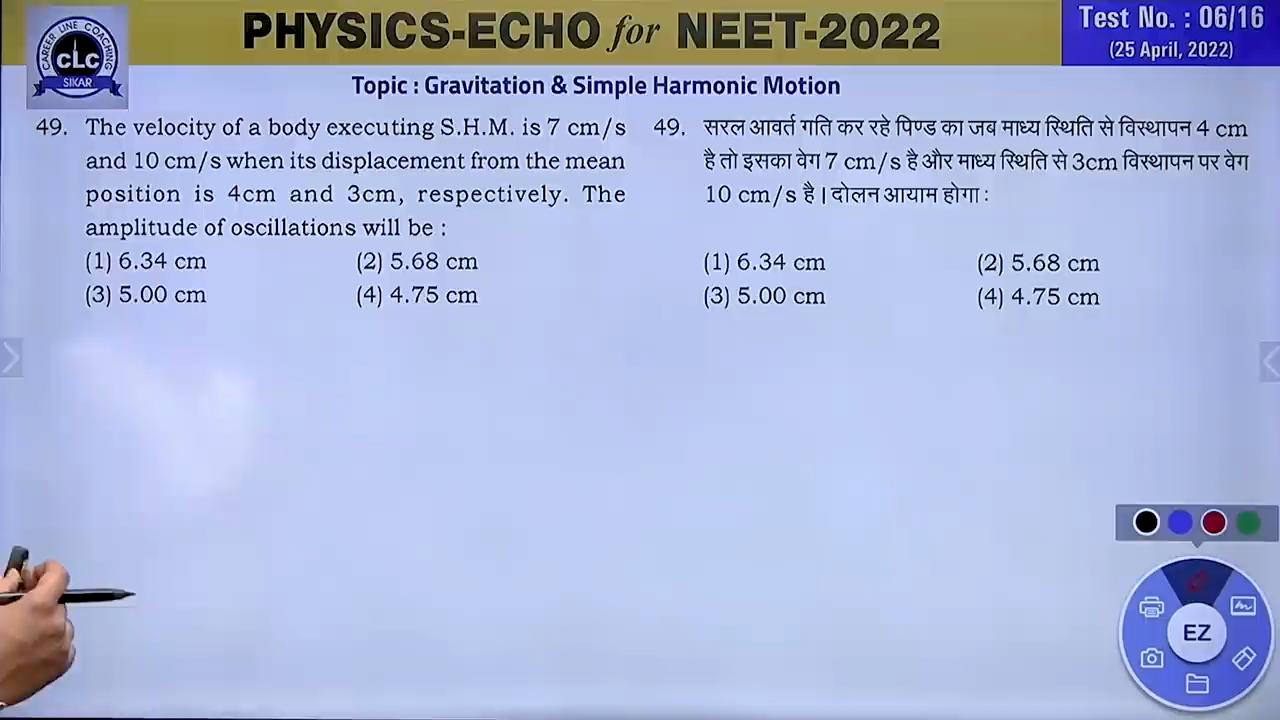 PHYSICS-ECHO for NEET-2022
Test No. : 06/16
(25 April, 2022)
CAREER LINE COACHING
CLC
SIKAR
Topic : Gravitation & Simple Harmonic Motion
49. The velocity of a body executing S.H.M. is 7 cm/s
and 10 cm/s when its displacement from the mean
position is 4cm and 3cm, respectively. The
amplitude of oscillations will be :
(1) 6.34 cm (2) 5.68 cm
(3) 5.00 cm (4) 4.75 cm
49. सरल आवर्त गति कर रहे पिण्ड का जब माध्य स्थिति से विस्थापन 4 cm
है तो इसका वेग 7 cm/s है और माध्य स्थिति से 3cm विस्थापन पर वेग
10 cm/s है। दोलन आयाम होगा :
(1) 6.34 cm (2) 5.68 cm
(3) 5.00 cm (4) 4.75 cm
EZ